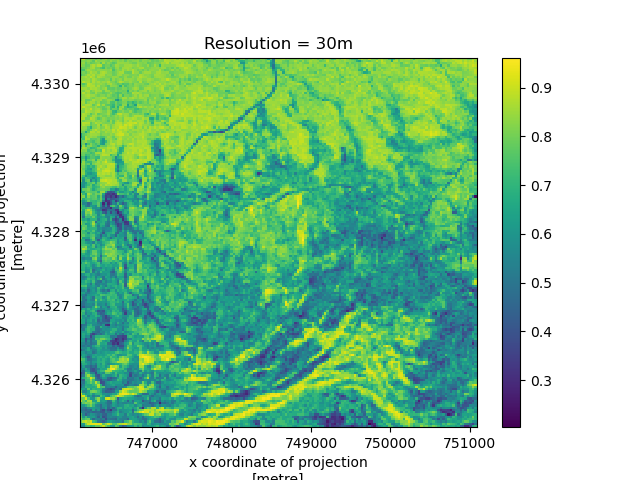 Resolution = 30m
1e6
4.330
4.329
4.328
4.327
4.326
747000 748000 749000 750000 751000
x coordinate of projection
[metre]
y coordinate of projection
[metre]
0.9
0.8
0.7
0.6
0.5
0.4
0.3